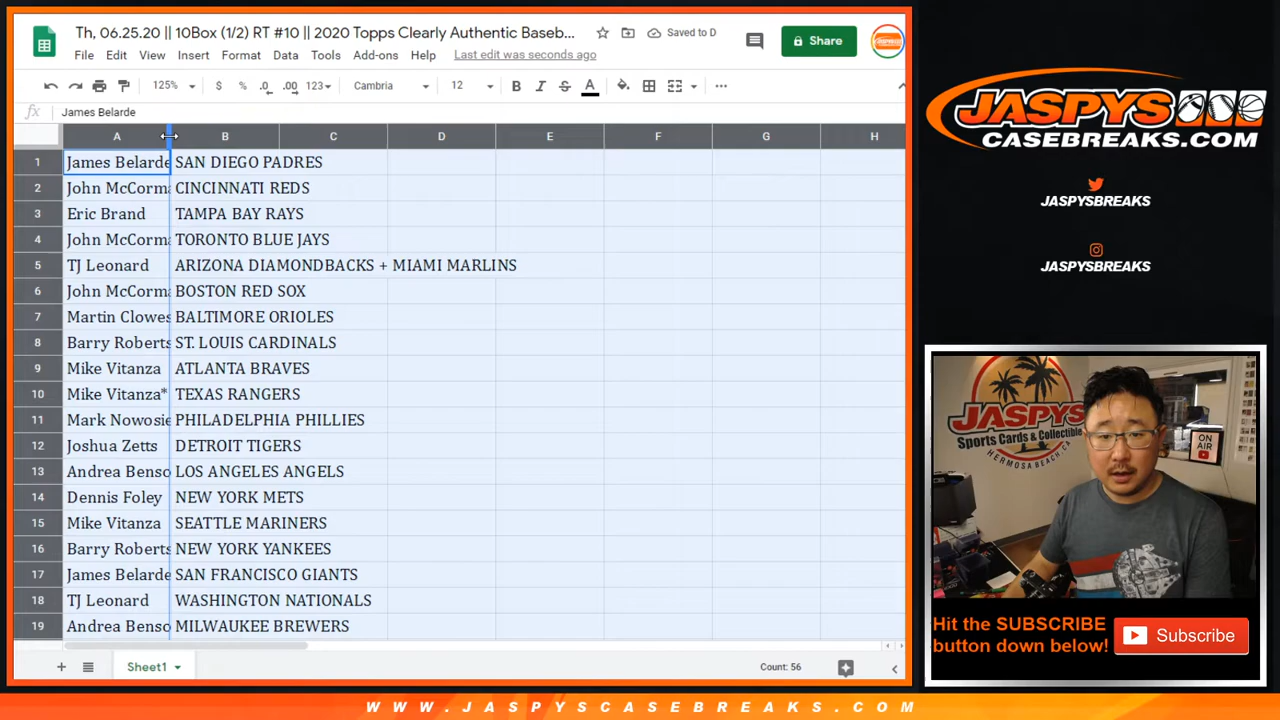 Th, 06.25.20 || 10Box (1/2) RT #10 || 2020 Topps Clearly Authentic Baseb...
Saved to D
File Edit View Insert Format Data Tools Add-ons Help Last edit was seconds ago
Share
125% $ % .0 .00 123 Cambria 12 B I S A
fx James Belarde
A B C D E F G H
1 James Belarde SAN DIEGO PADRES
2 John McCorma CINCINNATI REDS
3 Eric Brand TAMPA BAY RAYS
4 John McCorma TORONTO BLUE JAYS
5 TJ Leonard ARIZONA DIAMONDBACKS + MIAMI MARLINS
6 John McCorma BOSTON RED SOX
7 Martin Clowes BALTIMORE ORIOLES
8 Barry Roberts ST. LOUIS CARDINALS
9 Mike Vitanza ATLANTA BRAVES
10 Mike Vitanza* TEXAS RANGERS
11 Mark Nowosie PHILADELPHIA PHILLIES
12 Joshua Zetts DETROIT TIGERS
13 Andrea Benso LOS ANGELES ANGELS
14 Dennis Foley NEW YORK METS
15 Mike Vitanza SEATTLE MARINERS
16 Barry Roberts NEW YORK YANKEES
17 James Belarde SAN FRANCISCO GIANTS
18 TJ Leonard WASHINGTON NATIONALS
19 Andrea Benso MILWAUKEE BREWERS
+ Sheet1 Count: 56
JASPYS
CASEBREAKS.COM
JASPYSBREAKS
JASPYSBREAKS
JASPYS
Sports Cards & Collectible
HERMOSA BEACH, CA
ON
AIR
Hit the SUBSCRIBE
button down below!
Subscribe
WWW.JASPYSCASEBREAKS.COM